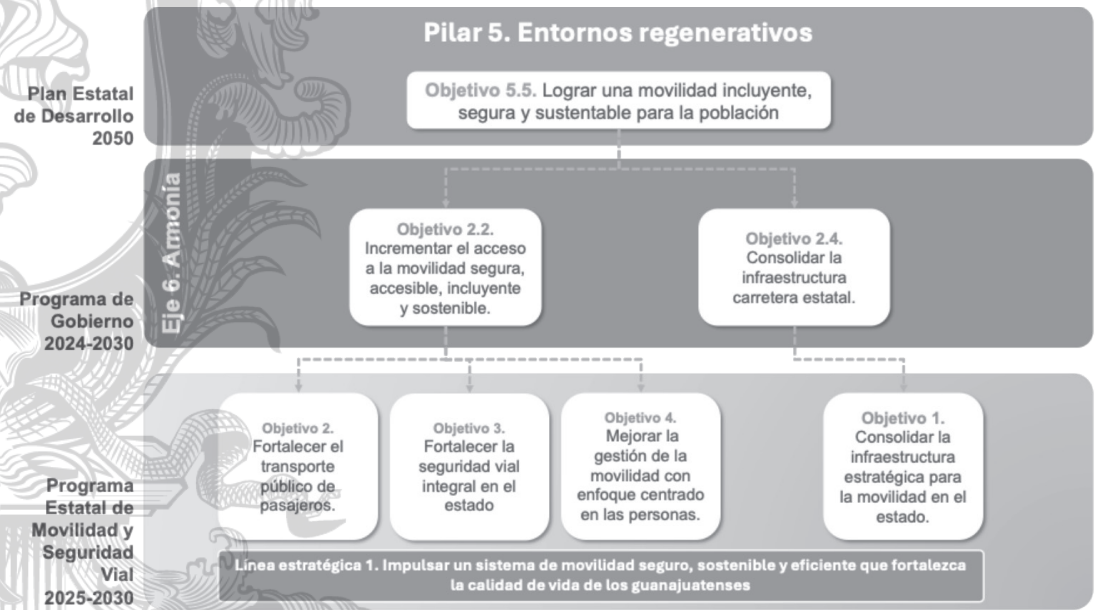 Pilar 5. Entornos regenerativos
Plan Estatal
de Desarrollo
2050
Objetivo 5.5. Lograr una movilidad incluyente,
segura y sustentable para la población
Eje 6. Armonía
Programa de
Gobierno
2024-2030
Objetivo 2.2.
Incrementar el acceso
a la movilidad segura,
accesible, incluyente
y sostenible.
Objetivo 2.4.
Consolidar la
infraestructura
carretera estatal.
Programa
Estatal de
Movilidad y
Seguridad
Vial
2025-2030
Objetivo 2.
Fortalecer el
transporte
público de
pasajeros.
Objetivo 3.
Fortalecer la
seguridad vial
integral en el
estado
Objetivo 4.
Mejorar la
gestión de la
movilidad con
enfoque centrado
en las personas.
Objetivo 1.
Consolidar la
infraestructura
estratégica para
la movilidad en el
estado.
Línea estratégica 1. Impulsar un sistema de movilidad seguro, sostenible y eficiente que fortalezca
la calidad de vida de los guanajuatenses